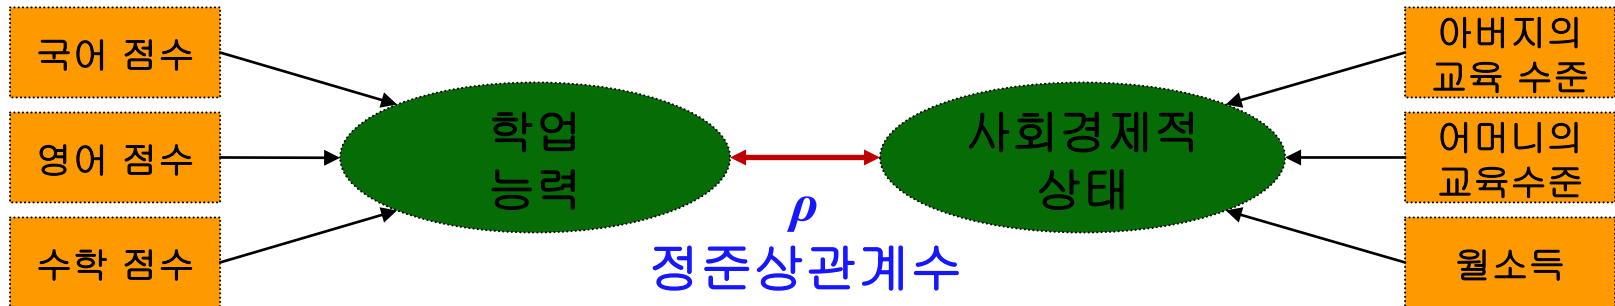 국어 점수
영어 점수
수학 점수
학업
능력
ρ
정준상관계수
사회경제적
상태
아버지의
교육 수준
어머니의
교육수준
월소득